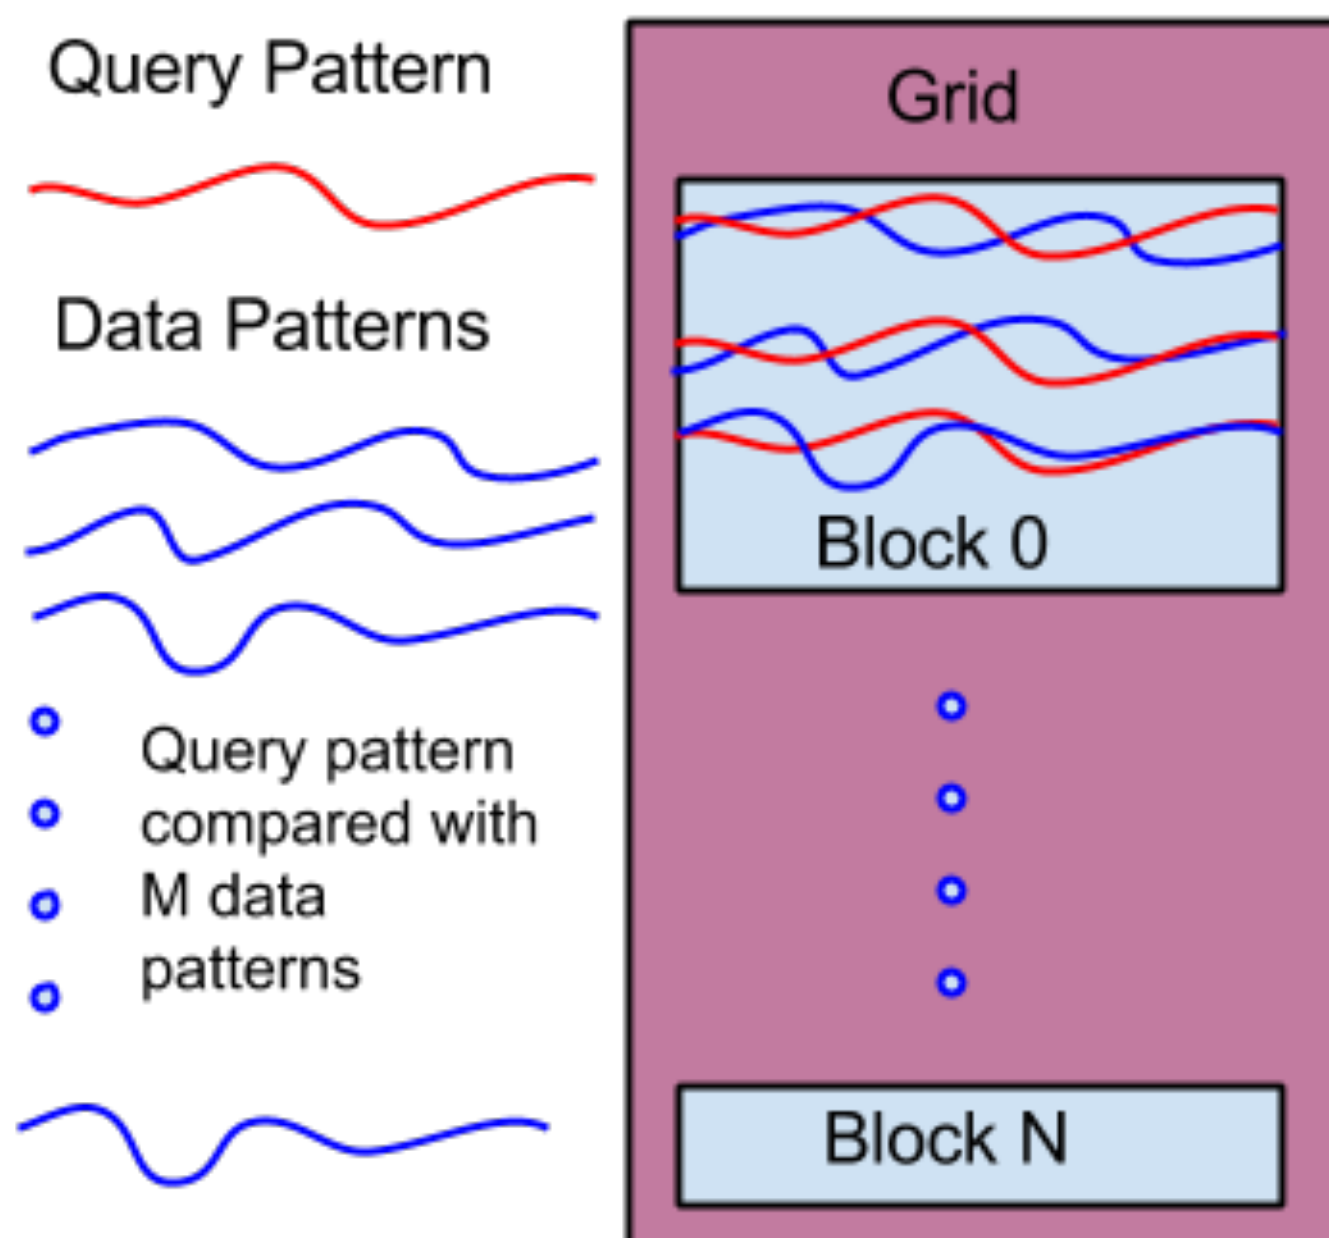 Query Pattern
Data Patterns
Query pattern
compared with
M data
patterns
Grid
Block 0
Block N